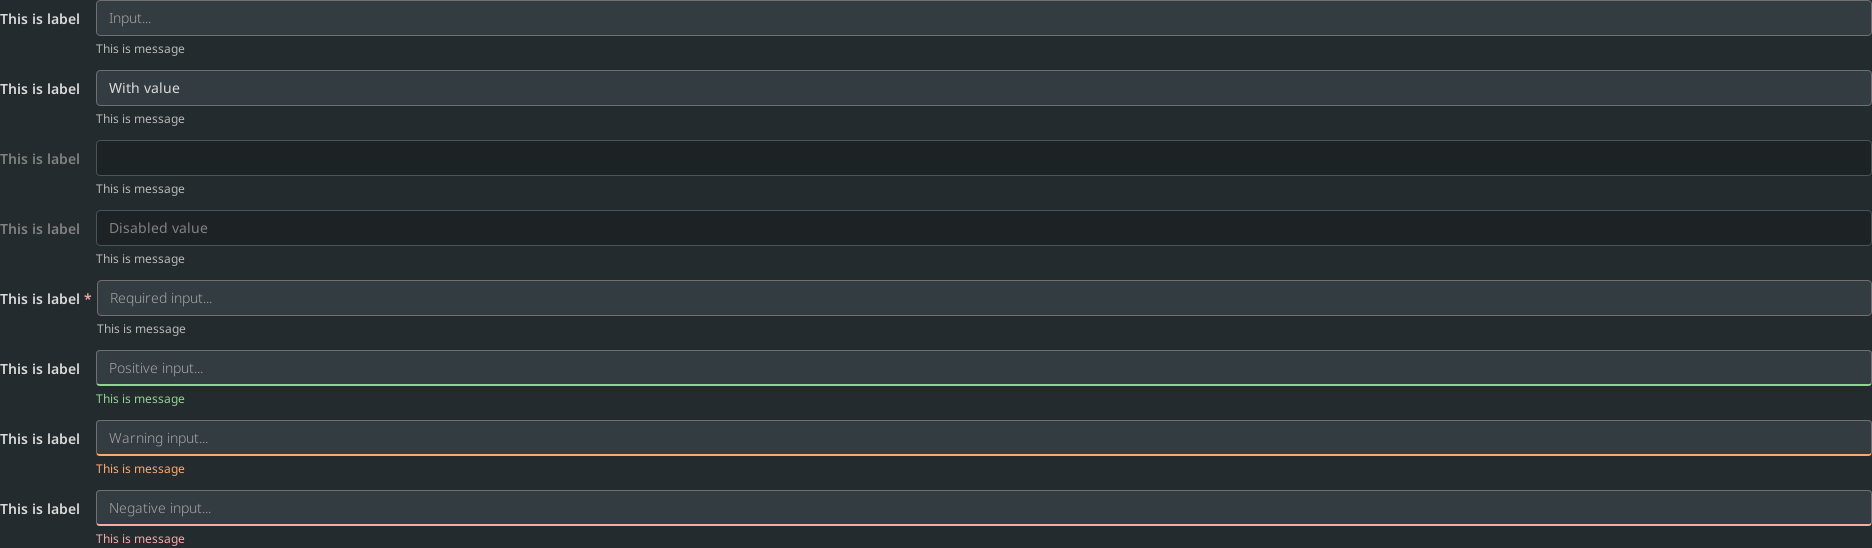 This is label Input...
This is message
This is label With value
This is message
This is label
This is message
This is label Disabled value
This is message
This is label * Required input...
This is message
This is label Positive input...
This is message
This is label Warning input...
This is message
This is label Negative input...
This is message